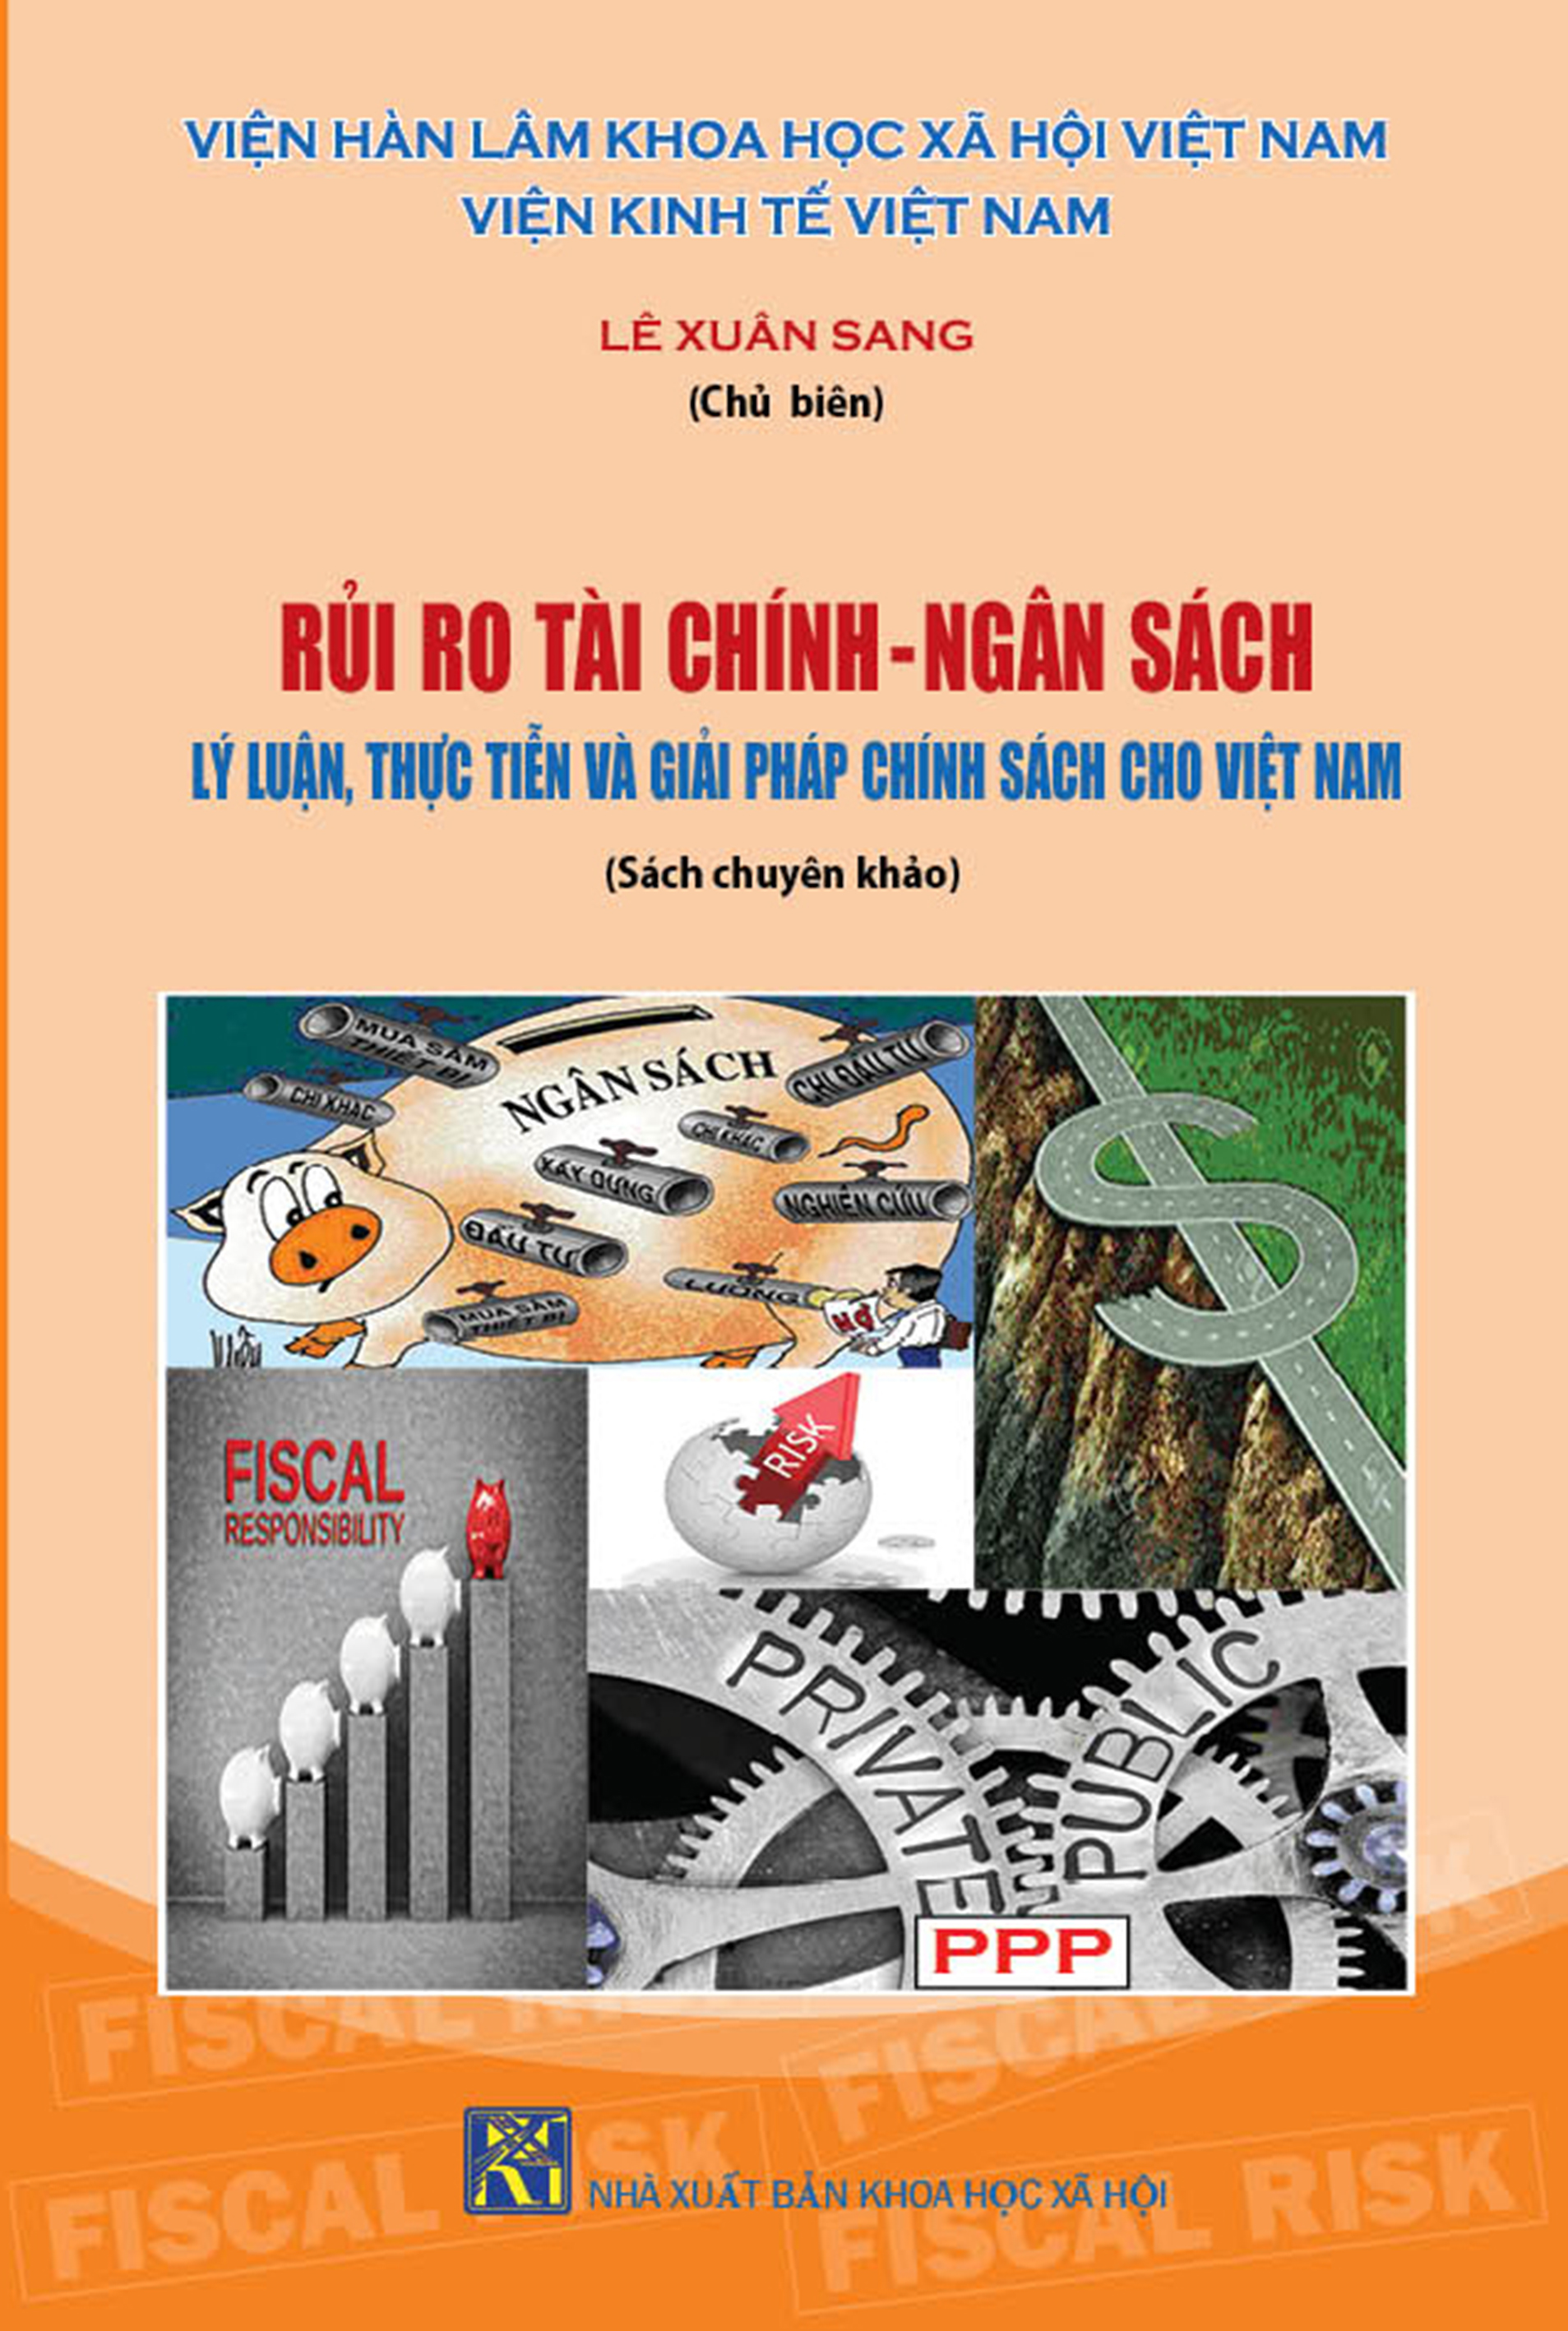 VIỆN HÀN LÂM KHOA HỌC XÃ HỘI VIỆT NAM
VIỆN KINH TẾ VIỆT NAM
LÊ XUÂN SANG
(Chủ biên)
RỦI RO TÀI CHÍNH - NGÂN SÁCH
LÝ LUẬN, THỰC TIỄN VÀ GIẢI PHÁP CHÍNH SÁCH CHO VIỆT NAM
(Sách chuyên khảo)
MUA SẮM
THIẾT BỊ
CHI KHÁC
NGÂN SÁCH
CHI ĐẦU TƯ
CHI KHÁC
XÂY DỰNG
NGHIÊN CỨU
ĐẦU TƯ
LƯƠNG
MUA SẮM
THIẾT BỊ
NỢ
FISCAL
RESPONSIBILITY
RISK
PRIVATE
PUBLIC
PPP
FISCAL
FISCAL
FISCAL RISK
NHÀ XUẤT BẢN KHOA HỌC XÃ HỘI
FISCAL RISK